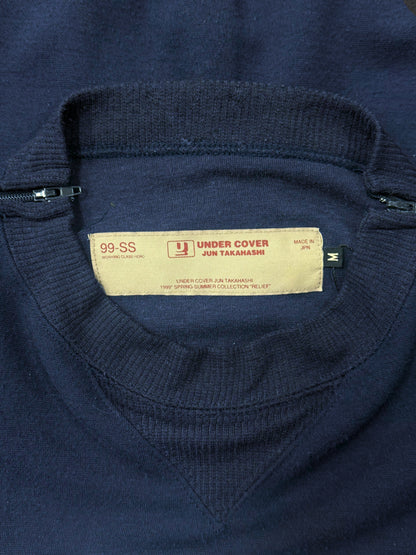 99-SS
WORKING CLASS HERO
U
UNDER COVER
JUN TAKAHASHI
MADE IN
JPN
M
UNDER COVER JUN TAKAHASHI
1999' SPRING-SUMMER COLLECTION "RELIEF"